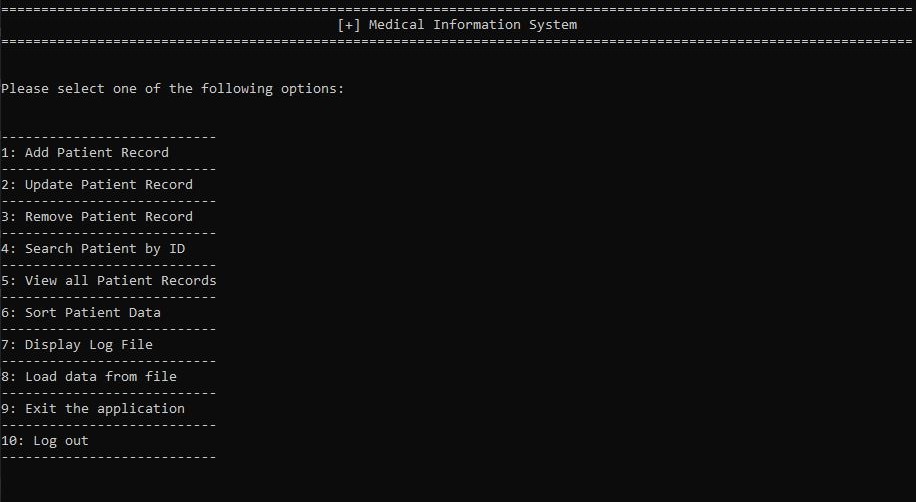 ==================================================================================================================
[+] Medical Information System
==================================================================================================================
Please select one of the following options:
---------------------------
1: Add Patient Record
---------------------------
2: Update Patient Record
---------------------------
3: Remove Patient Record
---------------------------
4: Search Patient by ID
---------------------------
5: View all Patient Records
---------------------------
6: Sort Patient Data
---------------------------
7: Display Log File
---------------------------
8: Load data from file
---------------------------
9: Exit the application
---------------------------
10: Log out
---------------------------